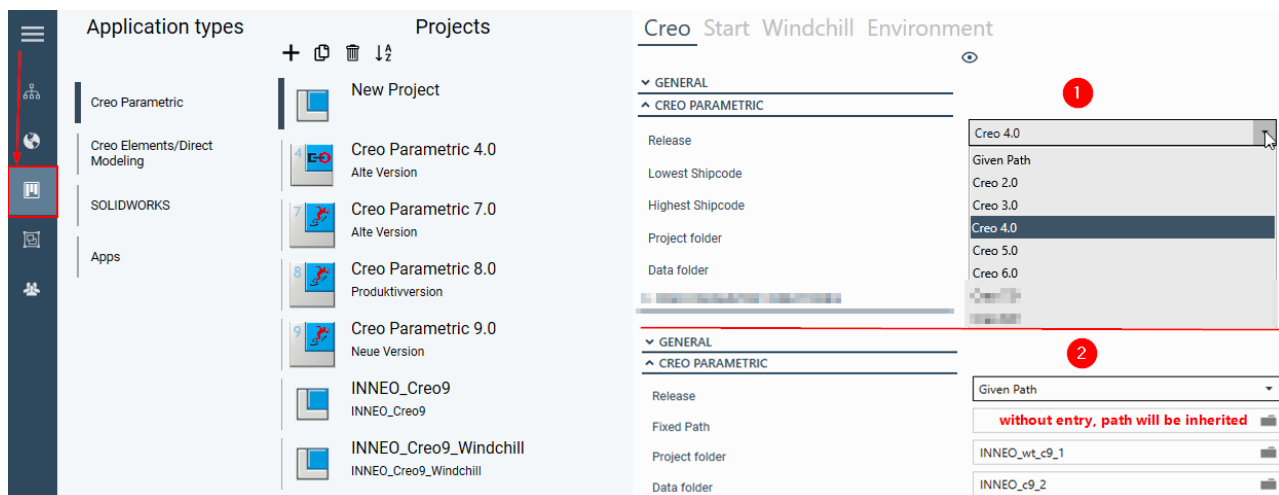 Application types
Creo Parametric
Creo Elements/Direct
Modeling
SOLIDWORKS
Apps
Projects
New Project
4
Creo Parametric 4.0
Alte Version
7
Creo Parametric 7.0
Alte Version
8
Creo Parametric 8.0
Produktivversion
9
Creo Parametric 9.0
Neue Version
INNEO_Creo9
INNEO_Creo9
INNEO_Creo9_Windchill
INNEO_Creo9_Windchill
Creo Start Windchill Environment
GENERAL
1
CREO PARAMETRIC
Release
Creo 4.0
Lowest Shipcode
Highest Shipcode
Project folder
Data folder
Given Path
Creo 2.0
Creo 3.0
Creo 4.0
Creo 5.0
Creo 6.0
GENERAL
2
CREO PARAMETRIC
Release
Given Path
Fixed Path
without entry, path will be inherited
Project folder
INNEO_wt_c9_1
Data folder
INNEO_c9_2